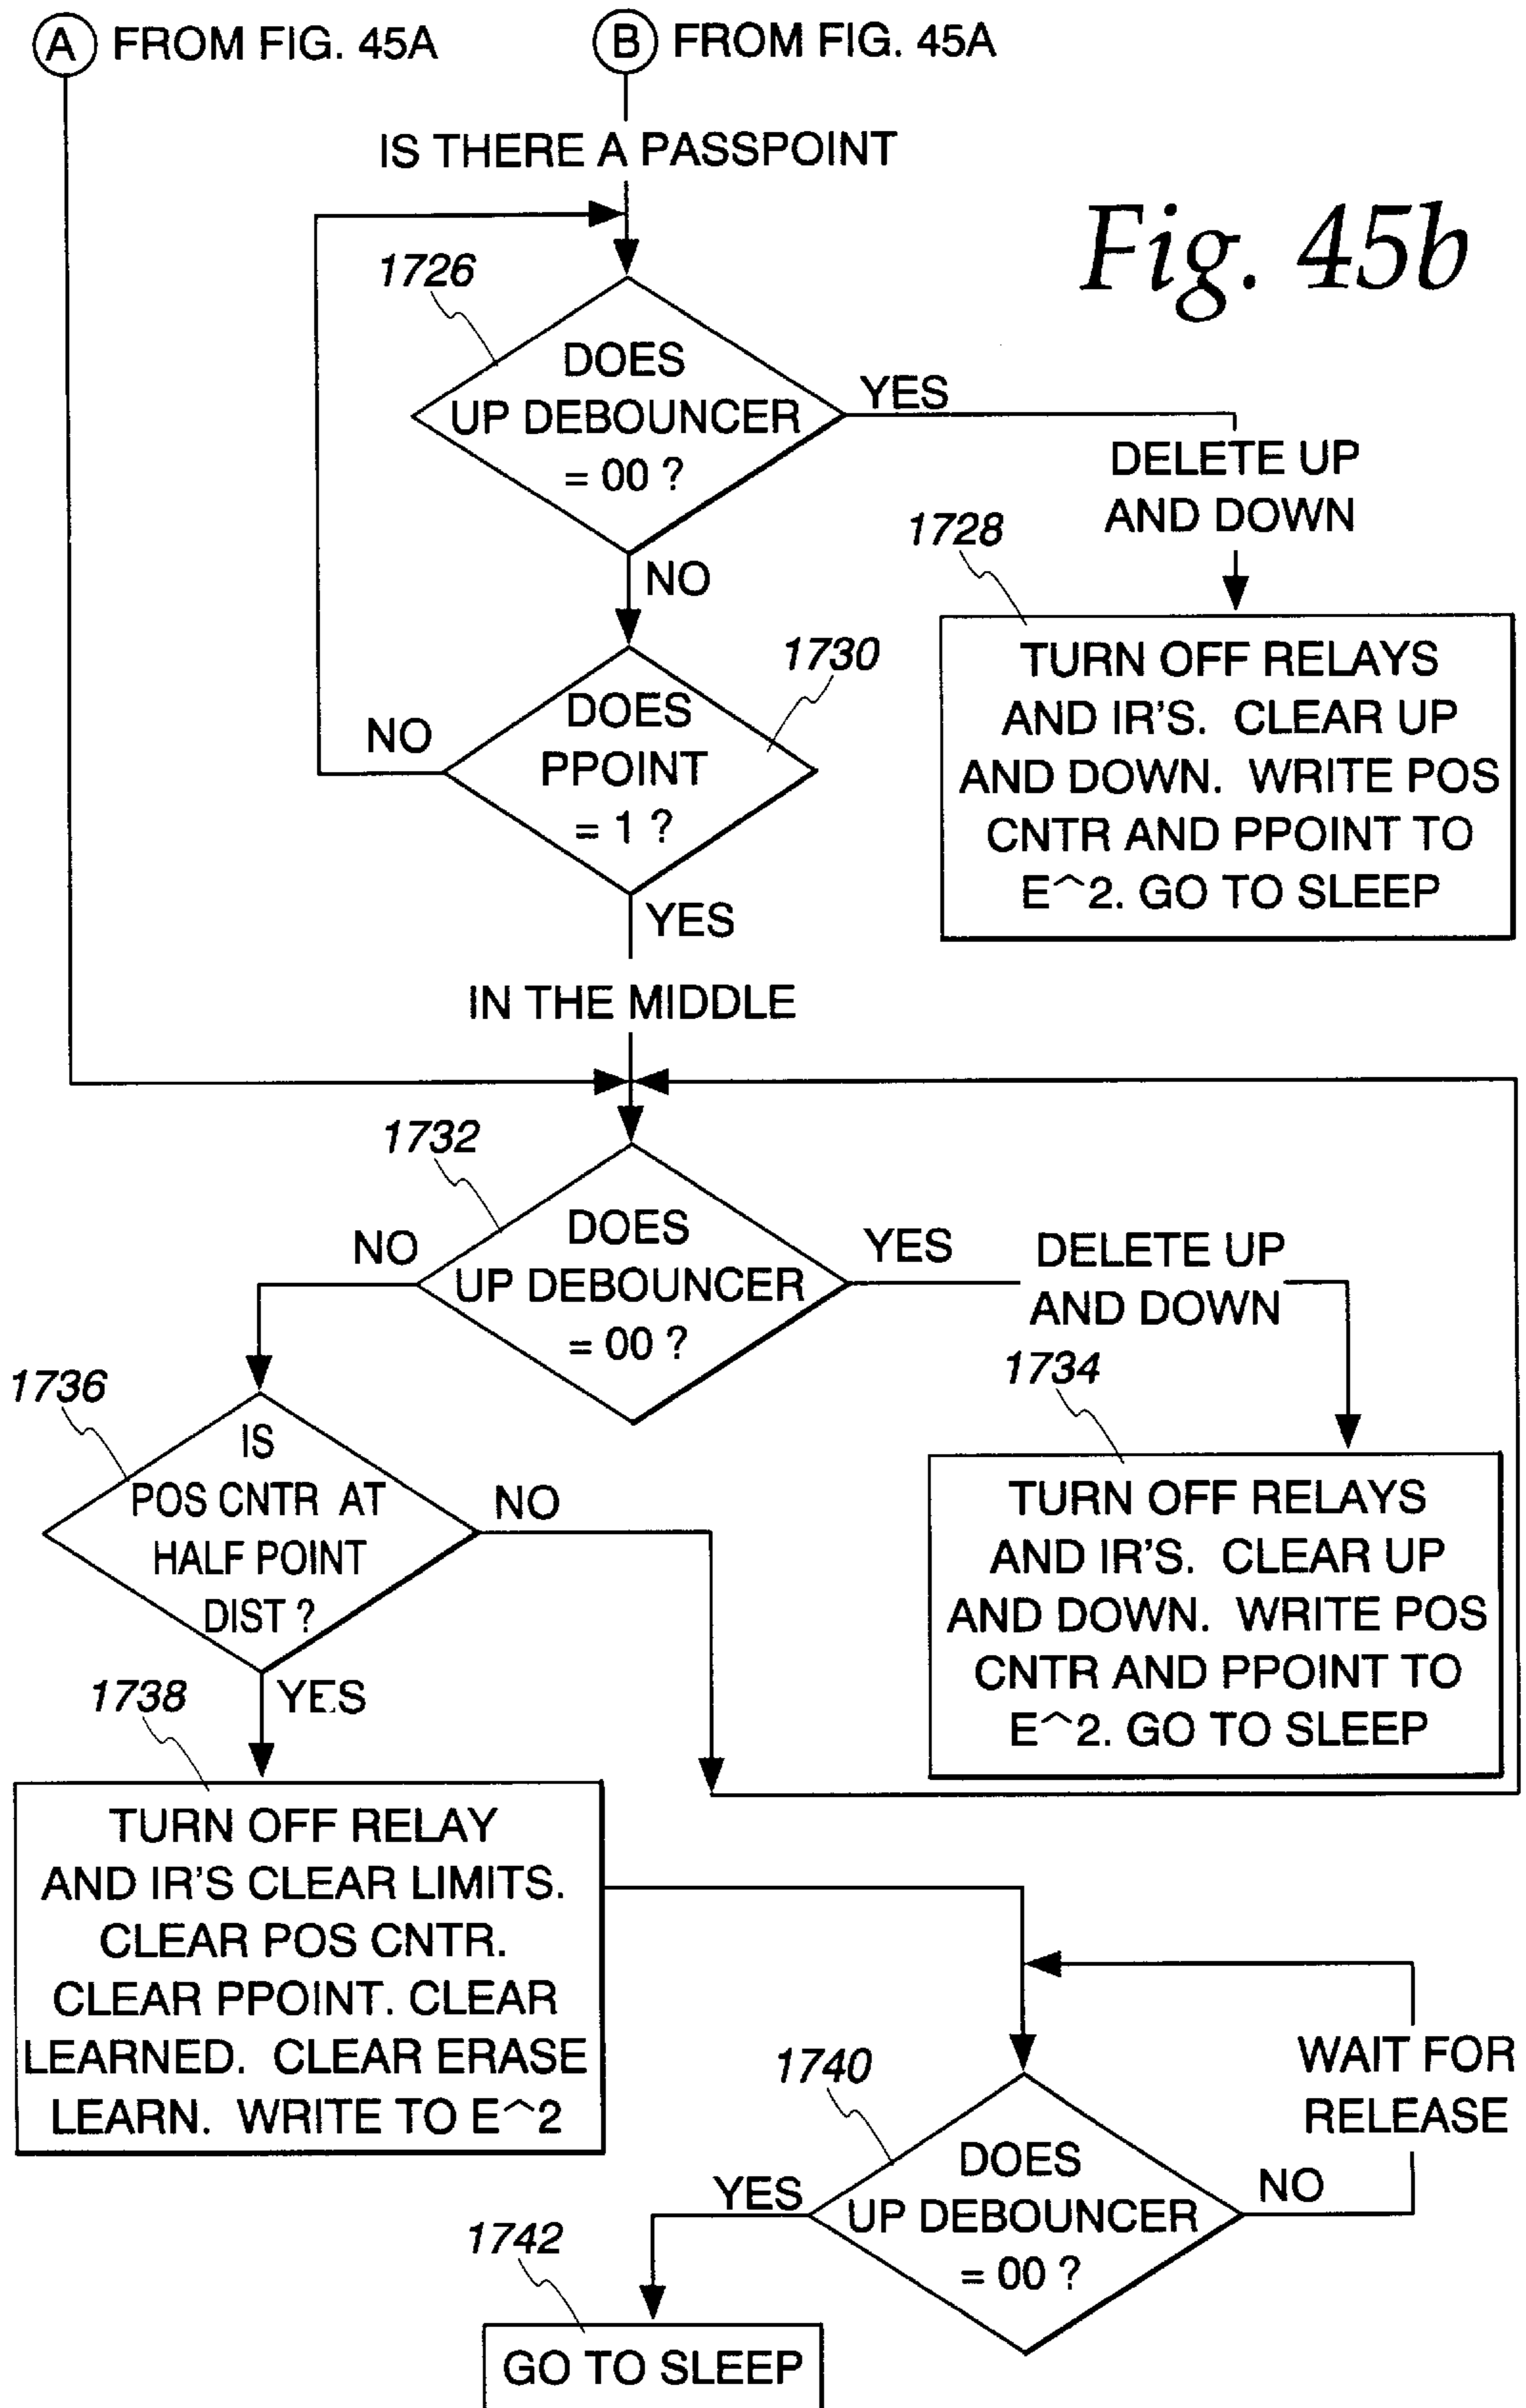 A FROM FIG. 45A
B FROM FIG. 45A
IS THERE A PASSPOINT
Fig. 45b
1726
DOES
UP DEBOUNCER
= 00 ?
YES
DELETE UP
AND DOWN
1728
TURN OFF RELAYS
AND IR'S. CLEAR UP
AND DOWN. WRITE POS
CNTR AND PPOINT TO
E^2. GO TO SLEEP
NO
1730
DOES
PPOINT
= 1 ?
NO
YES
IN THE MIDDLE
1732
DOES
UP DEBOUNCER
= 00 ?
NO
YES
DELETE UP
AND DOWN
1734
TURN OFF RELAYS
AND IR'S. CLEAR UP
AND DOWN. WRITE POS
CNTR AND PPOINT TO
E^2. GO TO SLEEP
1736
IS
POS CNTR AT
HALF POINT
DIST ?
NO
YES
1738
TURN OFF RELAY
AND IR'S CLEAR LIMITS.
CLEAR POS CNTR.
CLEAR PPOINT. CLEAR
LEARNED. CLEAR ERASE
LEARN. WRITE TO E^2
1740
DOES
UP DEBOUNCER
= 00 ?
NO
WAIT FOR
RELEASE
YES
1742
GO TO SLEEP